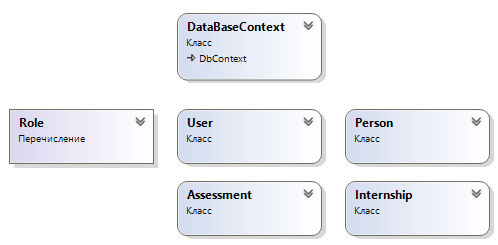 DataBaseContext
Класс
DbContext
Role
Перечисление
User
Класс
Person
Класс
Assessment
Класс
Internship
Класс